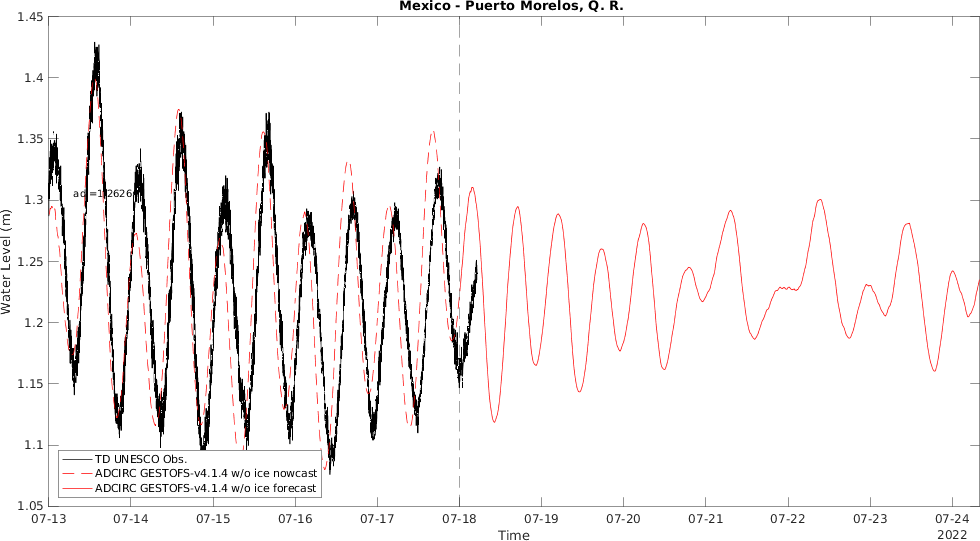 Mexico - Puerto Morelos, Q. R.
1.45
1.4
1.35
1.3
1.25
1.2
1.15
1.1
1.05
Water Level (m)
TD UNESCO Obs.
ADCIRC GESTOFS-v4.1.4 w/o ice nowcast
ADCIRC GESTOFS-v4.1.4 w/o ice forecast
07-13 07-14 07-15 07-16 07-17 07-18 07-19 07-20 07-21 07-22 07-23 07-24
Time
2022